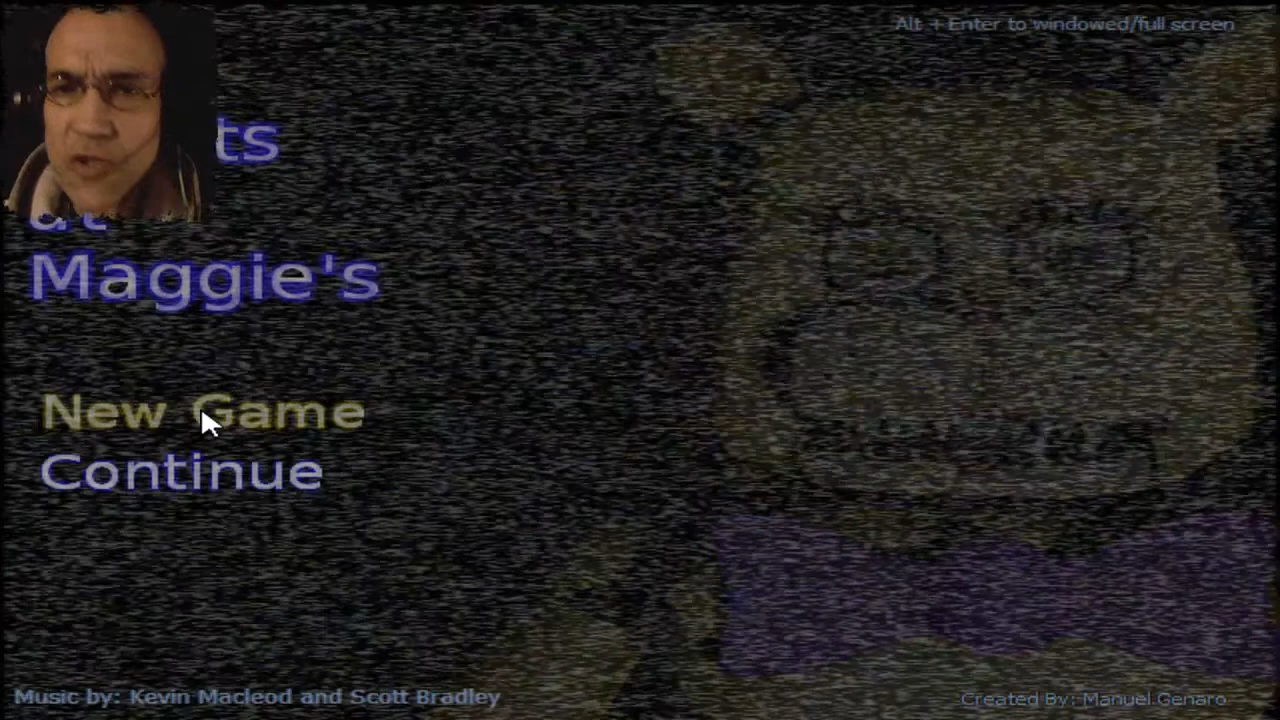 Alt + Enter to windowed/full screen
ts
at
Maggie's
New Game
Continue
Music by: Kevin Macleod and Scott Bradley
Created By: Manuel Genaro